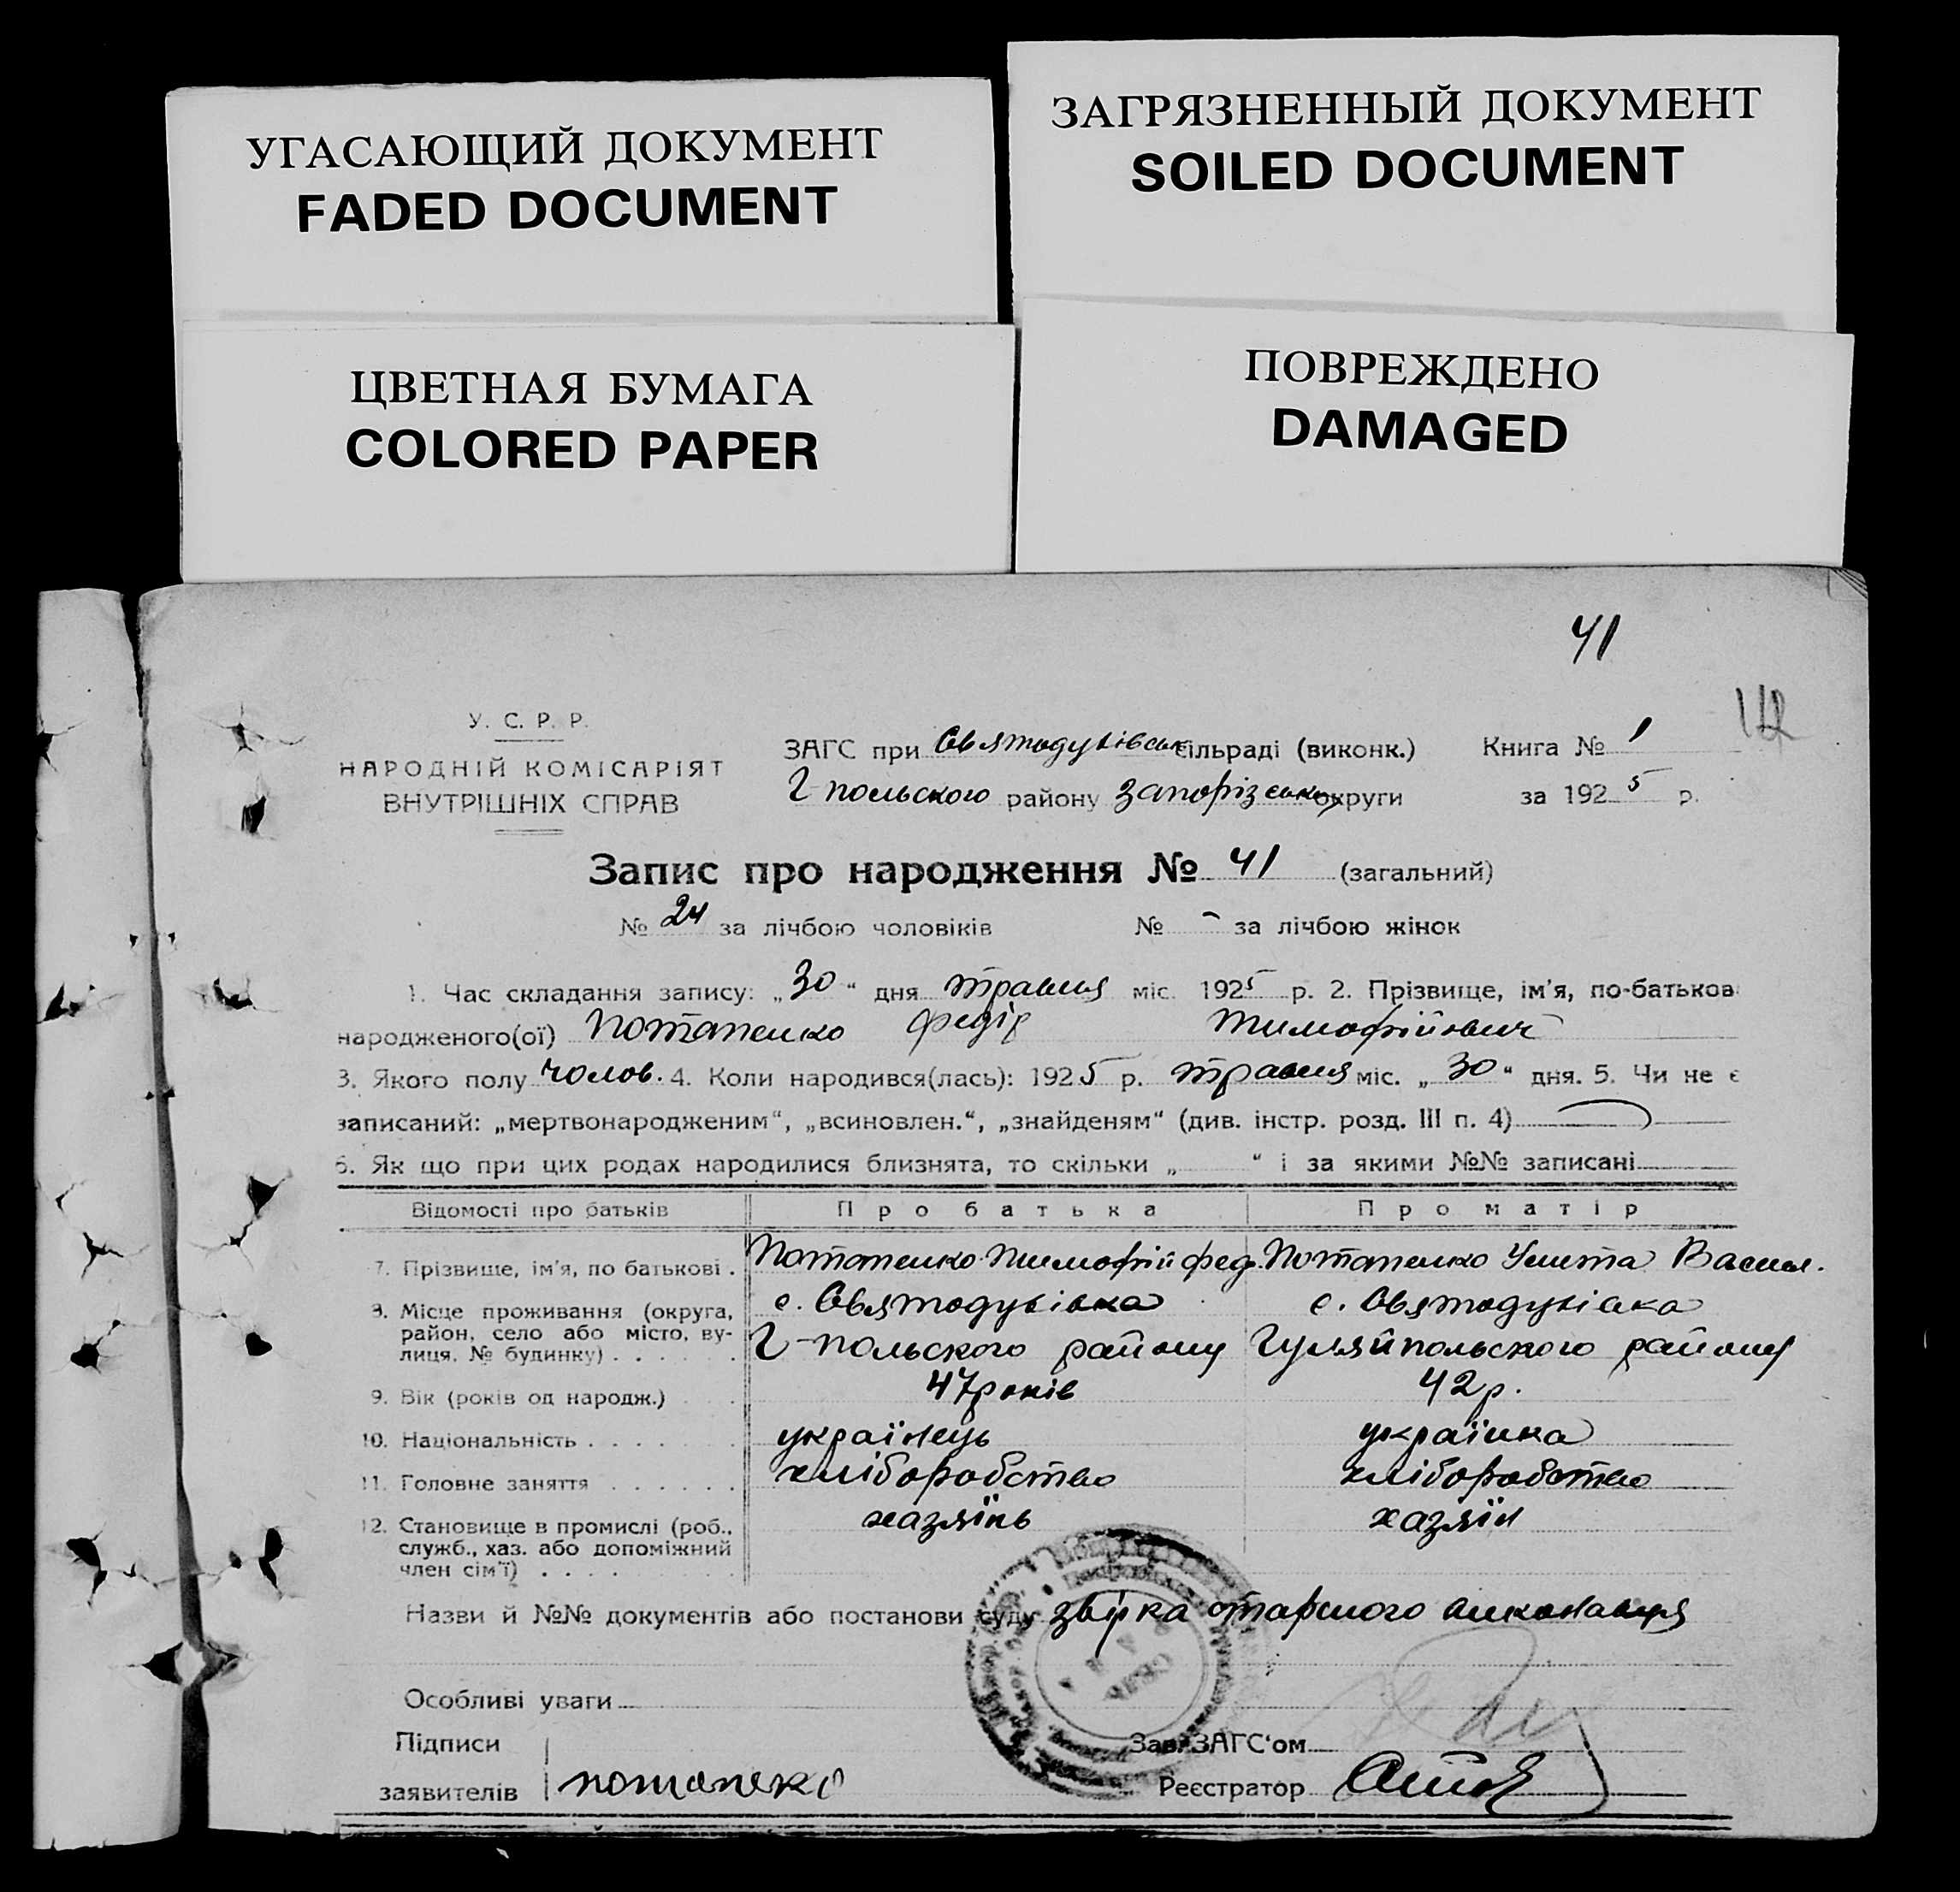 УГАСАЮЩИЙ ДОКУМЕНТ
FADED DOCUMENT
ЗАГРЯЗНЕННЫЙ ДОКУМЕНТ
SOILED DOCUMENT
ЦВЕТНАЯ БУМАГА
COLORED PAPER
ПОВРЕЖДЕНО
DAMAGED
41
У. С. Р. Р.
НАРОДНІЙ КОМІСАРІЯТ
ВНУТРІШНІХ СПРАВ
ЗАГС при Святодухівськ сільраді (виконк.)
Г-польского району Запорізської округи
Книга № 1
за 1925 р.
Запис про народження № 41 (загальний)
№ 24 за лічбою чоловіків № - за лічбою жінок
1. Час складання запису: „30“ дня травня міс. 1925 р. 2. Прізвище, ім'я, по-батькові
народженого(ої) Потапенко Федір Тимофійович
3. Якого полу чолов. 4. Коли народився(лась): 1925 р. травня міс. „30“ дня. 5. Чи не є
записаний: „мертвонародженим“, „всиновлен.“, „знайденям“ (див. інстр. розд. III п. 4)
6. Як що при цих родах народилися близнята, то скільки „ “ і за якими №№ записані
Відомості про батьків Про батька Про матір
7. Прізвище, ім'я, по батькові . Потапенко Тимофій Фед. Потапенко Улита Васил.
8. Місце проживання (округа, район, село або місто, ву-лиця, № будинку) . . . . . .
с. Святодухівка с. Святодухівка
Г-польского району Гуляйпольского району
9. Вік (років од народж.) . . . 47 років 42 р.
10. Національність . . . . . . українець українка
11. Головне заняття . . . . . . хліборобство хліборобство
12. Становище в промислі (роб., служб., хаз. або допоміжний член сім'ї) . . . .
хазяїнь хазяїн
Назви й №№ документів або постанови суду
Особливі уваги
Підписи
заявителів потапенко
Зав. ЗАГС'ом
Реєстратор